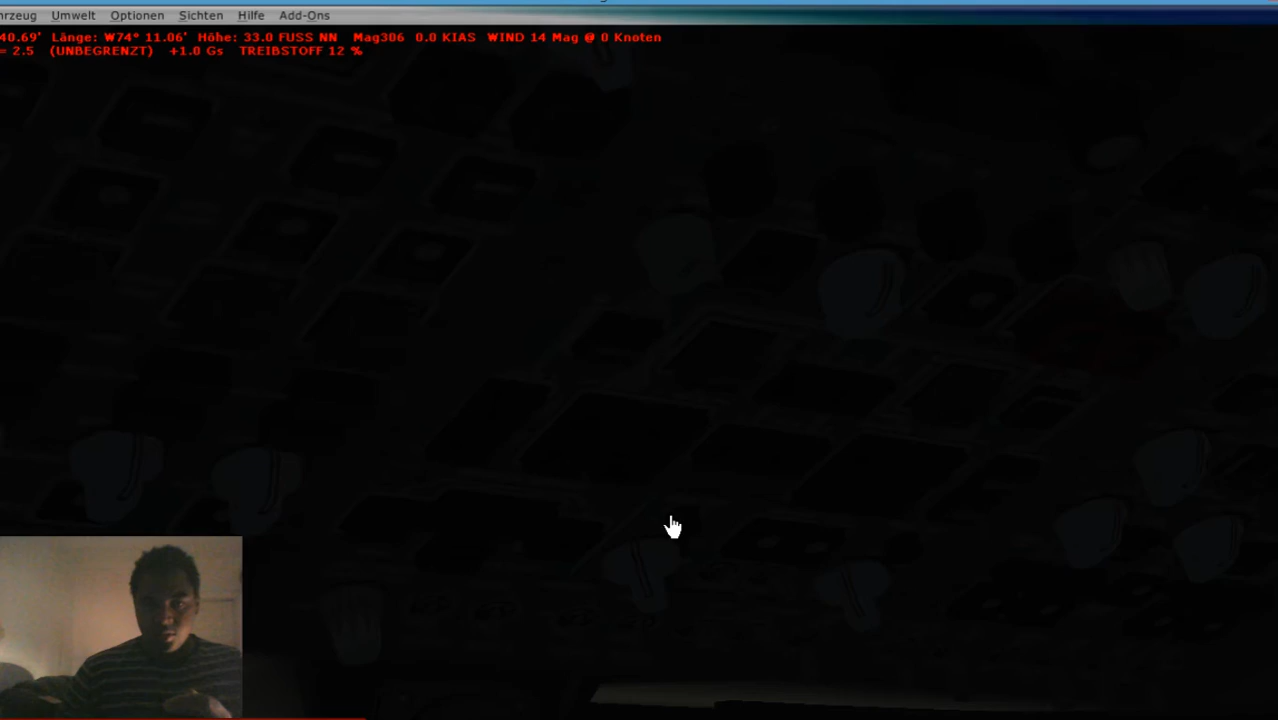 rzeug Umwelt Optionen Sichten Hilfe Add-Ons
40.69' Länge: W74° 11.06' Höhe: 33.0 FUSS NN Mag306 0.0 KIAS WIND 14 Mag @ 0 Knoten
= 2.5 (UNBEGRENZT) +1.0 Gs TREIBSTOFF 12 %